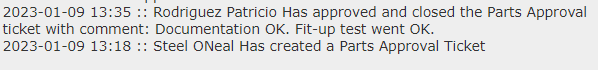 2023-01-09 13:35 :: Rodriguez Patricio Has approved and closed the Parts Approval
ticket with comment: Documentation OK. Fit-up test went OK.
2023-01-09 13:18 :: Steel ONeal Has created a Parts Approval Ticket